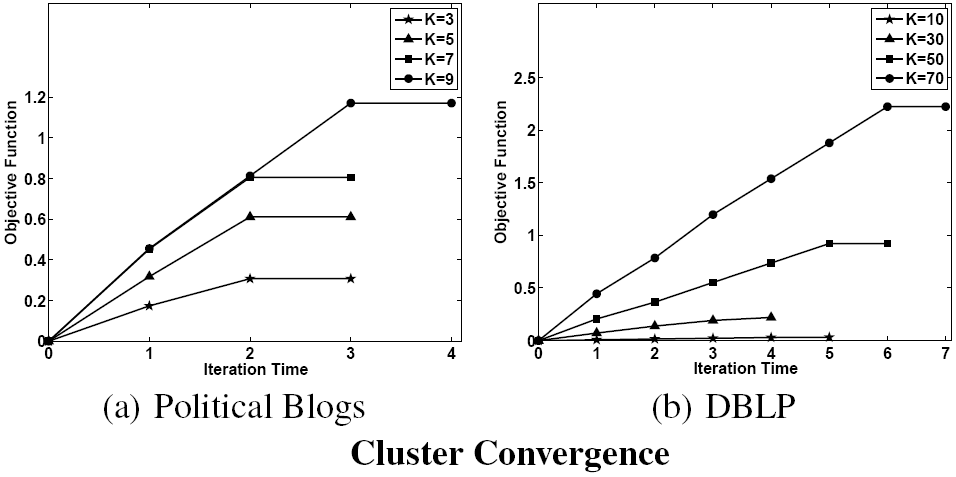 K=3
K=5
K=7
K=9
1.2
1
0.8
0.6
0.4
0.2
0
Objective Function
0 1 2 3 4
Iteration Time
(a) Political Blogs
K=10
K=30
K=50
K=70
2.5
2
1.5
1
0.5
0
Objective Function
0 1 2 3 4 5 6 7
Iteration Time
(b) DBLP
Cluster Convergence